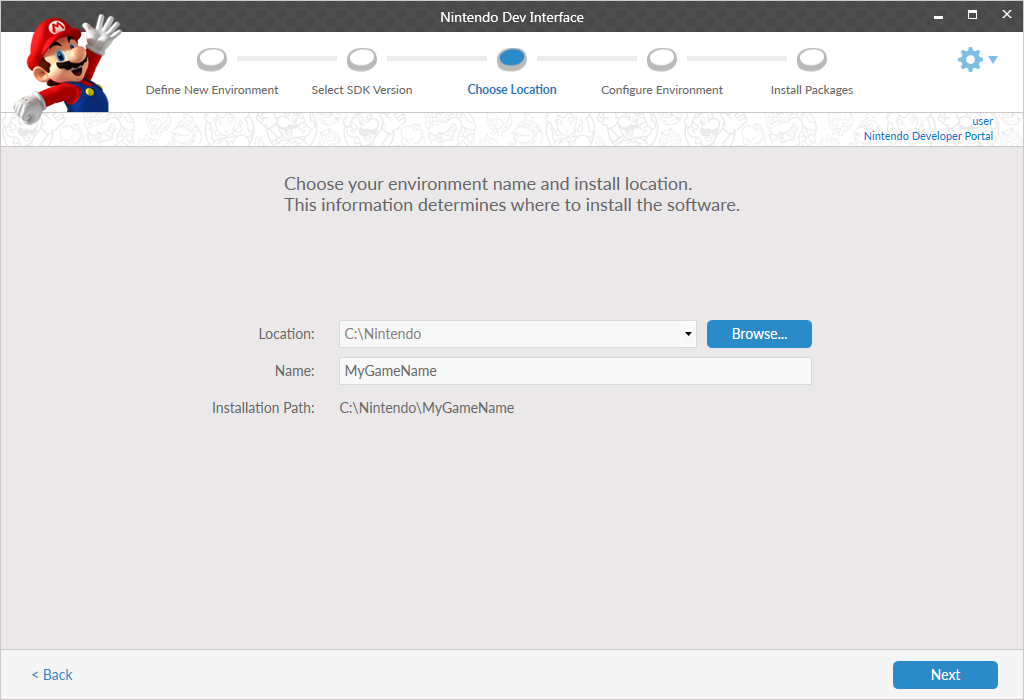 Nintendo Dev Interface
Define New Environment
Select SDK Version
Choose Location
Configure Environment
Install Packages
user
Nintendo Developer Portal
Choose your environment name and install location.
This information determines where to install the software.
Location: C:\Nintendo Browse...
Name: MyGameName
Installation Path: C:\Nintendo\MyGameName
< Back Next